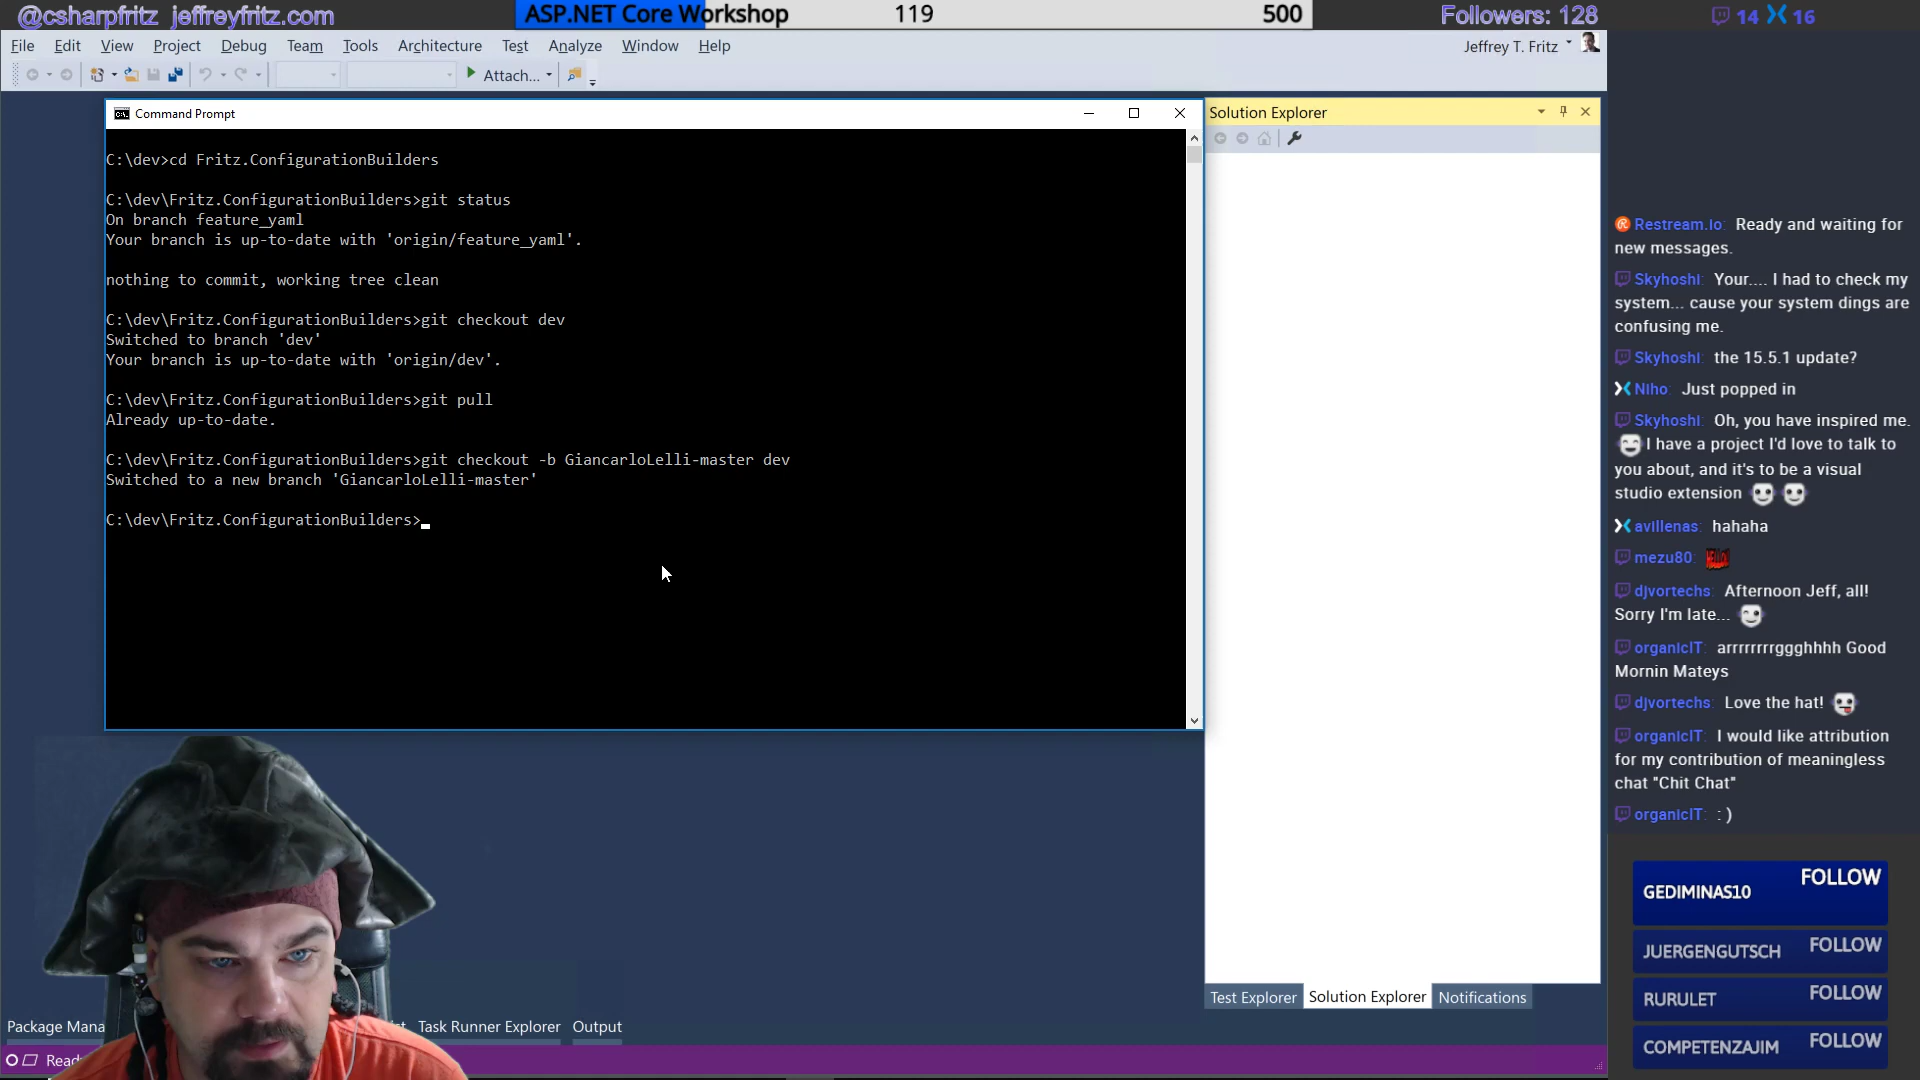 @csharpfritz jeffreyfritz.com
ASP.NET Core Workshop 119 500
Followers: 128
14 16
File Edit View Project Debug Team Tools Architecture Test Analyze Window Help
Jeffrey T. Fritz
Attach...
Command Prompt
C:\dev>cd Fritz.ConfigurationBuilders
C:\dev\Fritz.ConfigurationBuilders>git status
On branch feature_yaml
Your branch is up-to-date with 'origin/feature_yaml'.
nothing to commit, working tree clean
C:\dev\Fritz.ConfigurationBuilders>git checkout dev
Switched to branch 'dev'
Your branch is up-to-date with 'origin/dev'.
C:\dev\Fritz.ConfigurationBuilders>git pull
Already up-to-date.
C:\dev\Fritz.ConfigurationBuilders>git checkout -b GiancarloLelli-master dev
Switched to a new branch 'GiancarloLelli-master'
C:\dev\Fritz.ConfigurationBuilders>
Solution Explorer
Test Explorer Solution Explorer Notifications
Task Runner Explorer Output
Restream.io: Ready and waiting for
new messages.
Skyhoshi: Your.... I had to check my
system... cause your system dings are
confusing me.
Skyhoshi: the 15.5.1 update?
Niho: Just popped in
Skyhoshi: Oh, you have inspired me.
I have a project I'd love to talk to
you about, and it's to be a visual
studio extension
avillenas: hahaha
mezu80:
djvortechs: Afternoon Jeff, all!
Sorry I'm late...
organicIT: arrrrrrrggghhhh Good
Mornin Mateys
djvortechs: Love the hat!
organicIT: I would like attribution
for my contribution of meaningless
chat "Chit Chat"
organicIT: : )
GEDIMINAS10 FOLLOW
JUERGENGUTSCH FOLLOW
RURULET FOLLOW
COMPETENZAJIM FOLLOW